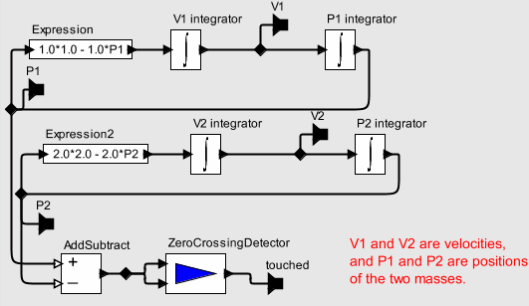 V1
V1 integrator
P1 integrator
Expression
1.0*1.0 - 1.0*P1
∫
∫
P1
V2
V2 integrator
P2 integrator
Expression2
2.0*2.0 - 2.0*P2
∫
∫
P2
AddSubtract
ZeroCrossingDetector
+
−
touched
V1 and V2 are velocities,
and P1 and P2 are positions
of the two masses.